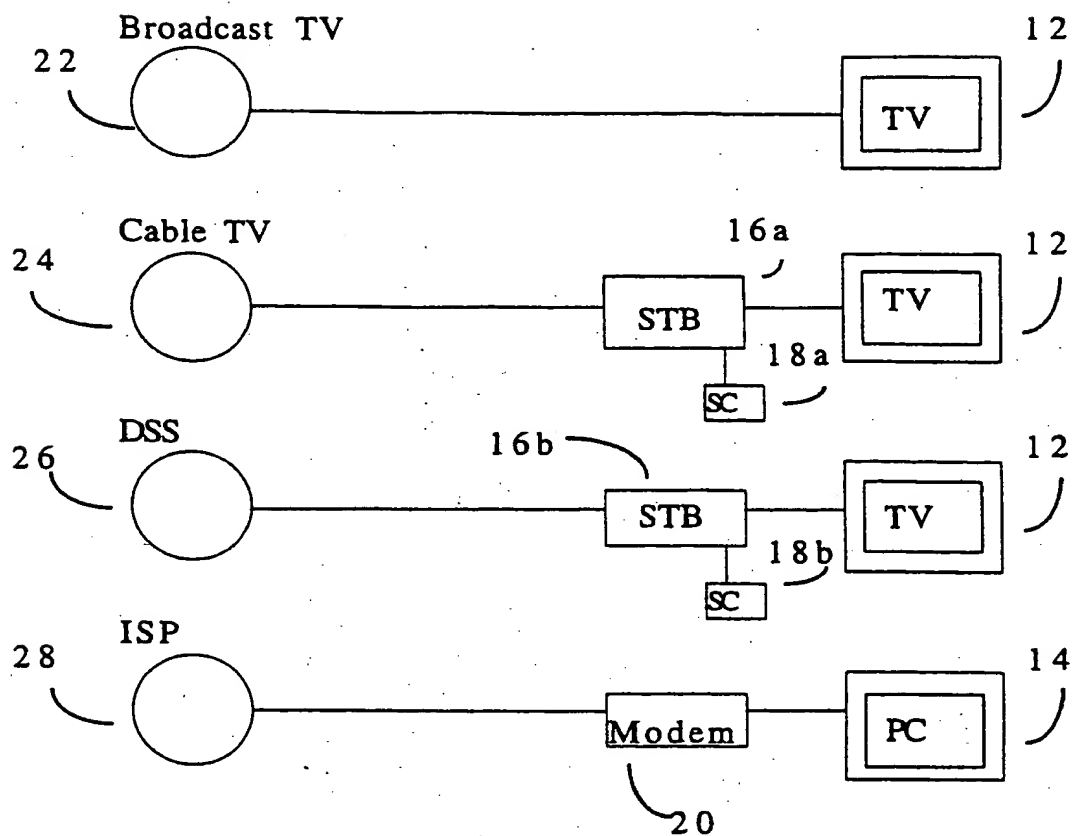 Broadcast TV
22
12
TV
Cable TV
24
16a
12
STB
TV
18a
SC
DSS
26
16b
12
STB
TV
18b
SC
ISP
28
14
Modem
PC
20